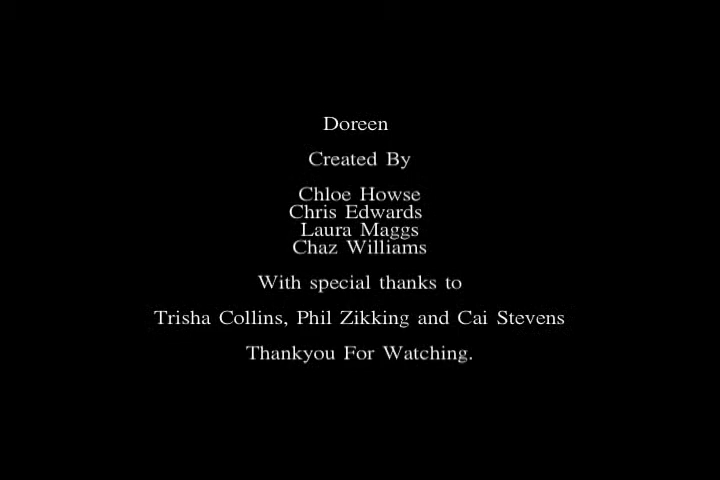 Doreen
Created By
Chloe Howse
Chris Edwards
Laura Maggs
Chaz Williams
With special thanks to
Trisha Collins, Phil Zikking and Cai Stevens
Thankyou For Watching.